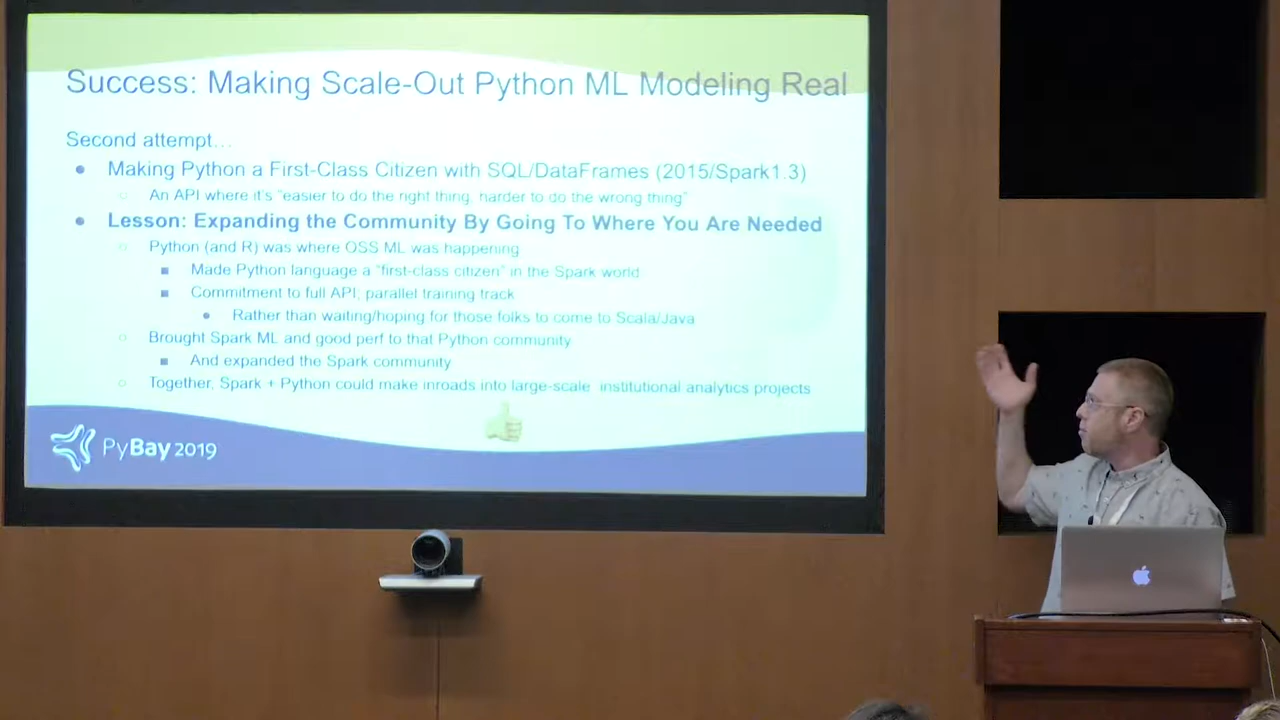 Success: Making Scale-Out Python ML Modeling Real
Second attempt…
Making Python a First-Class Citizen with SQL/DataFrames (2015/Spark1.3)
An API where it's "easier to do the right thing, harder to do the wrong thing"
Lesson: Expanding the Community By Going To Where You Are Needed
Python (and R) was where OSS ML was happening
Made Python language a "first-class citizen" in the Spark world
Commitment to full API; parallel training track
Rather than waiting/hoping for those folks to come to Scala/Java
Brought Spark ML and good perf to that Python community
And expanded the Spark community
Together, Spark + Python could make inroads into large-scale institutional analytics projects
PyBay 2019